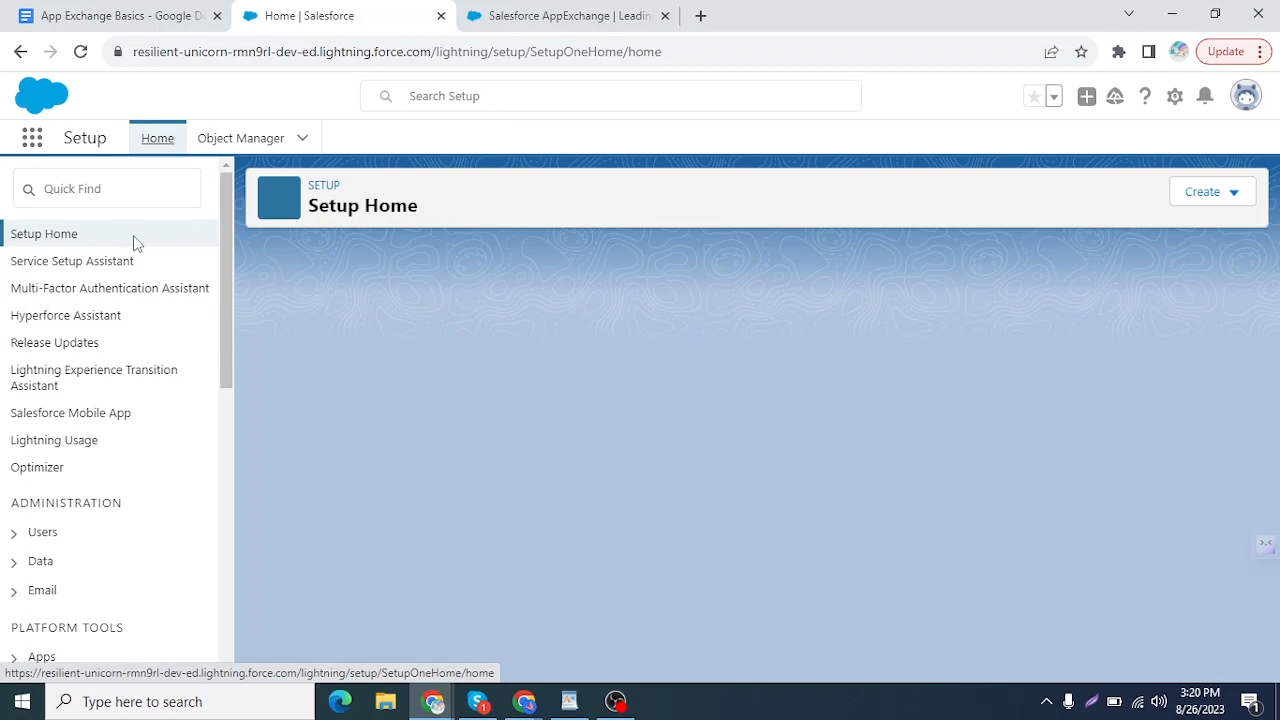 App Exchange Basics - Google Do
Home | Salesforce
Salesforce AppExchange | Leadin
resilient-unicorn-rmn9rl-dev-ed.lightning.force.com/lightning/setup/SetupOneHome/home
Update
Search Setup
Setup
Home
Object Manager
Quick Find
SETUP
Setup Home
Create
Setup Home
Service Setup Assistant
Multi-Factor Authentication Assistant
Hyperforce Assistant
Release Updates
Lightning Experience Transition
Assistant
Salesforce Mobile App
Lightning Usage
Optimizer
ADMINISTRATION
Users
Data
Email
PLATFORM TOOLS
Apps
https://resilient-unicorn-rmn9rl-dev-ed.lightning.force.com/lightning/setup/SetupOneHome/home
Type here to search
3:20 PM
8/26/2023